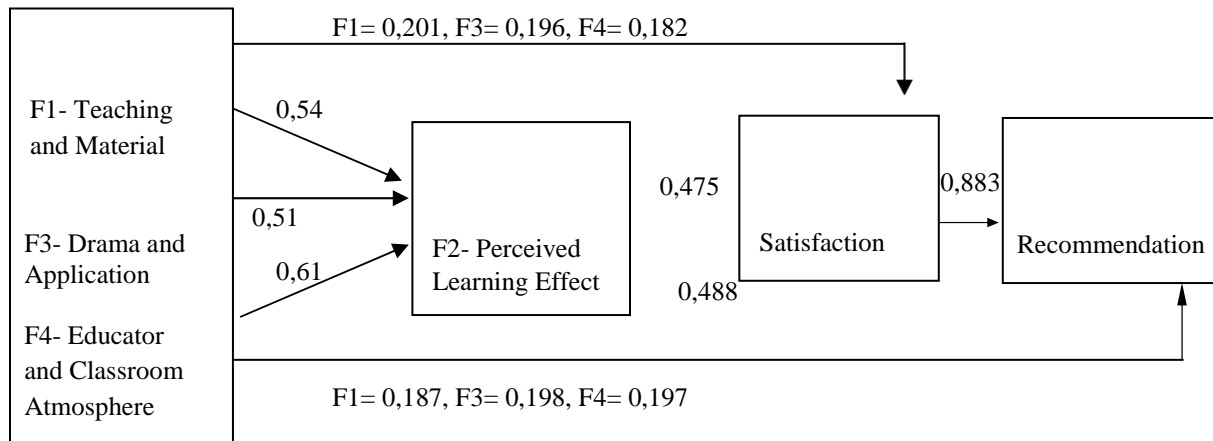 F1= 0,201, F3= 0,196, F4= 0,182
F1- Teaching
and Material
0,54
0,51
F3- Drama and
Application
0,61
F4- Educator
and Classroom
Atmosphere
F2- Perceived
Learning Effect
0,475
0,488
Satisfaction
0,883
Recommendation
F1= 0,187, F3= 0,198, F4= 0,197